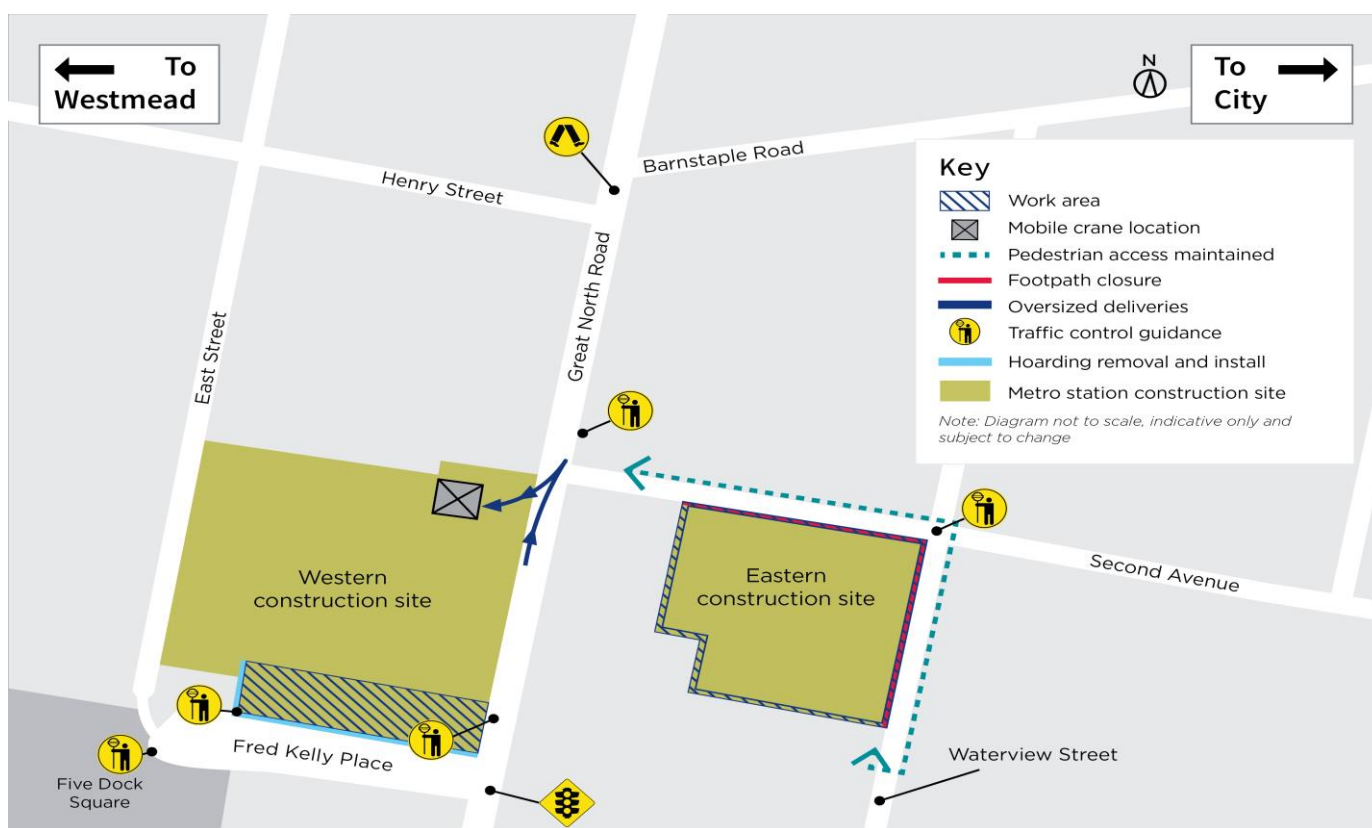 To
Westmead
N
To
City
Barnstaple Road
Henry Street
Key
Work area
Mobile crane location
Pedestrian access maintained
Footpath closure
Oversized deliveries
Traffic control guidance
Hoarding removal and install
Metro station construction site
Note: Diagram not to scale, indicative only and
subject to change
Great North Road
East Street
Western
construction site
Eastern
construction site
Second Avenue
Fred Kelly Place
Waterview Street
Five Dock
Square